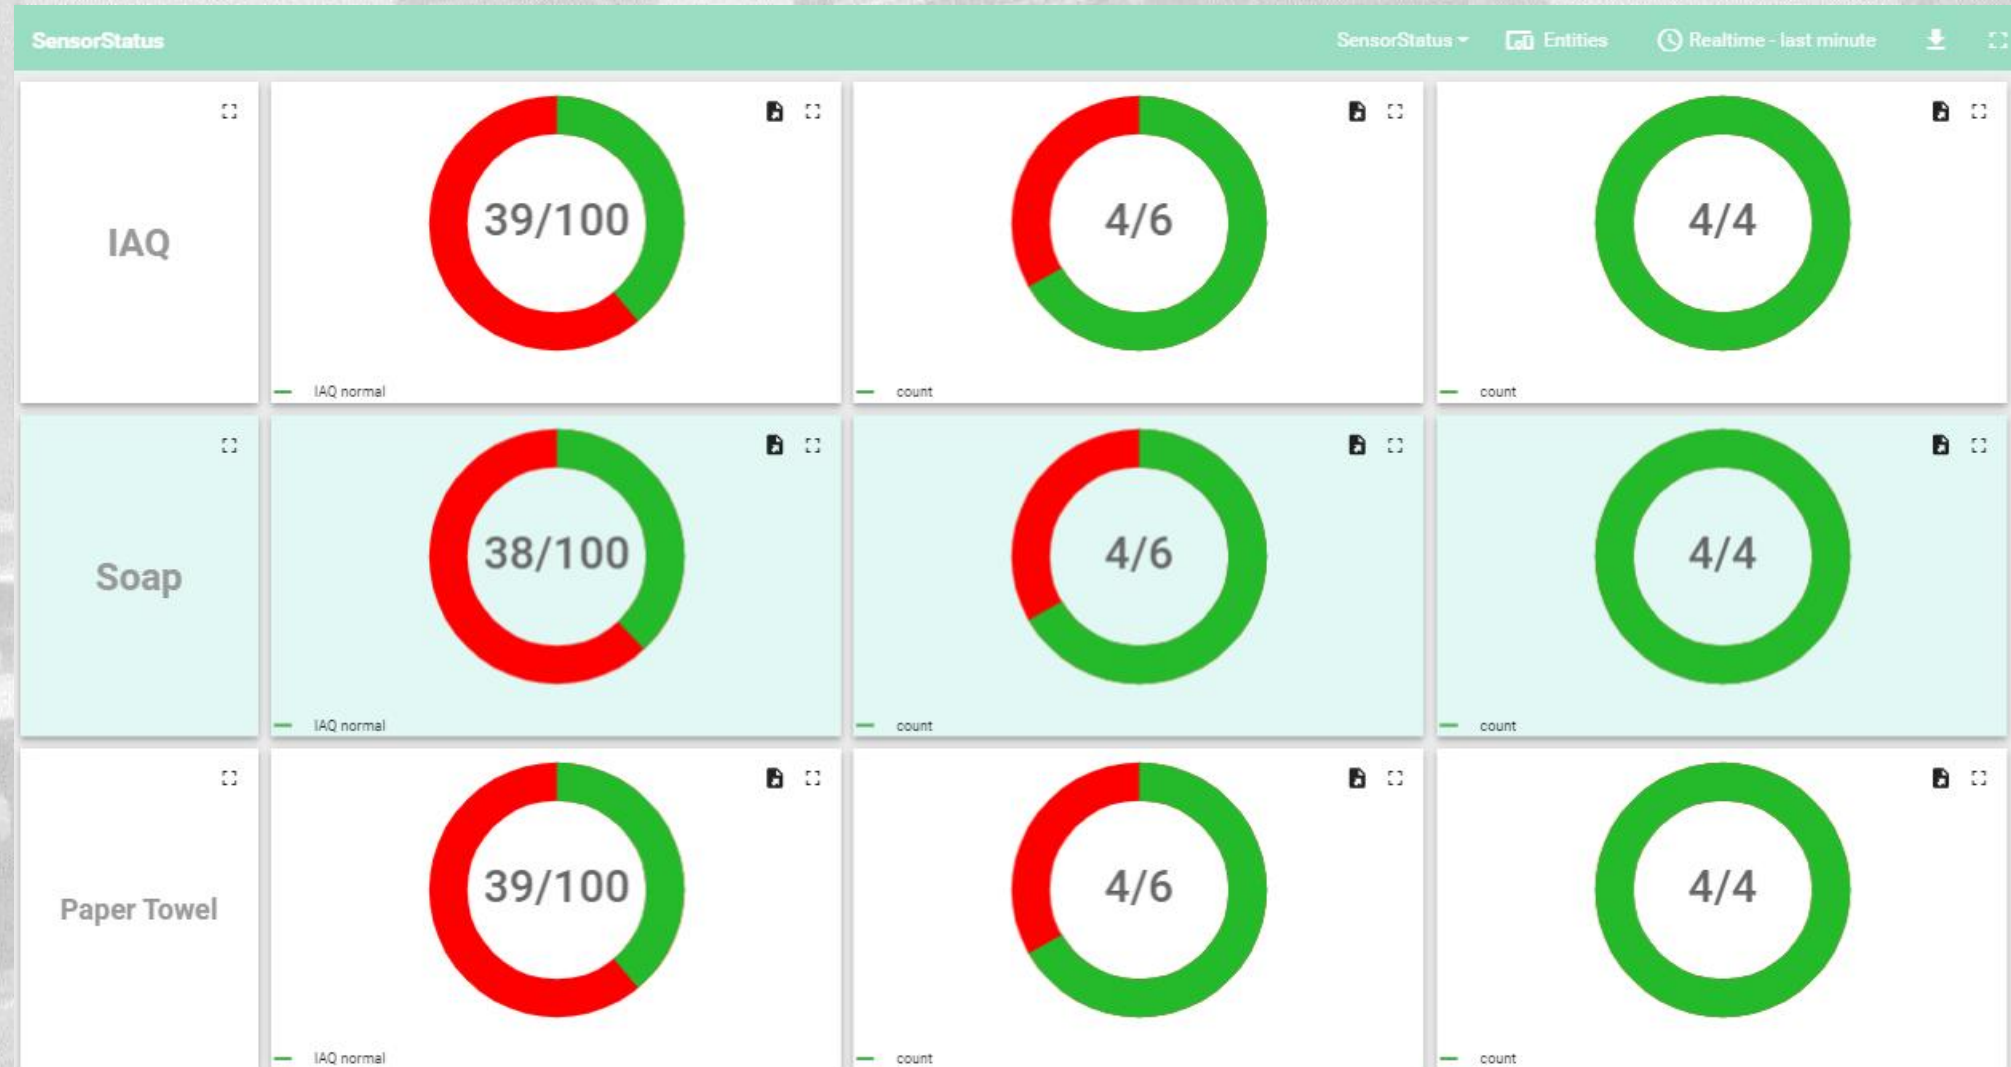 SensorStatus
SensorStatus Entities Realtime - last minute
IAQ
39/100
IAQ normal
4/6
count
4/4
count
Soap
38/100
IAQ normal
4/6
count
4/4
count
Paper Towel
39/100
IAQ normal
4/6
count
4/4
count